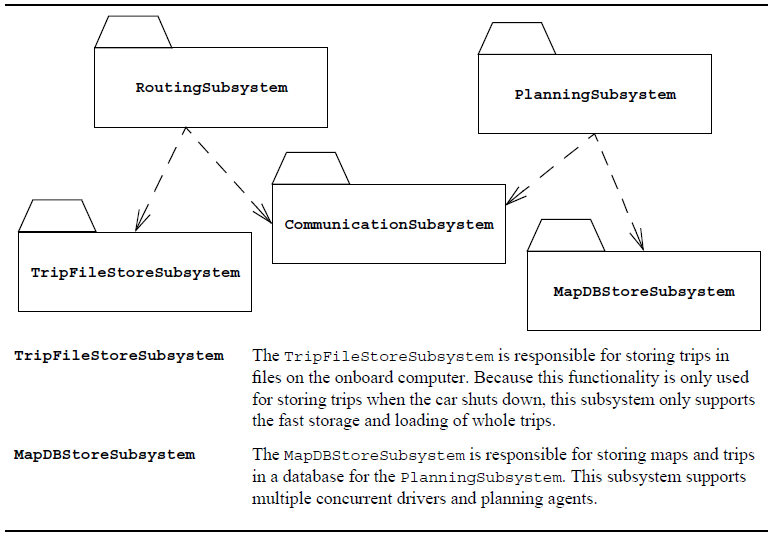 RoutingSubsystem
PlanningSubsystem
CommunicationSubsystem
TripFileStoreSubsystem
MapDBStoreSubsystem
TripFileStoreSubsystem
The TripFileStoreSubsystem is responsible for storing trips in
files on the onboard computer. Because this functionality is only used
for storing trips when the car shuts down, this subsystem only supports
the fast storage and loading of whole trips.
MapDBStoreSubsystem
The MapDBStoreSubsystem is responsible for storing maps and trips
in a database for the PlanningSubsystem. This subsystem supports
multiple concurrent drivers and planning agents.